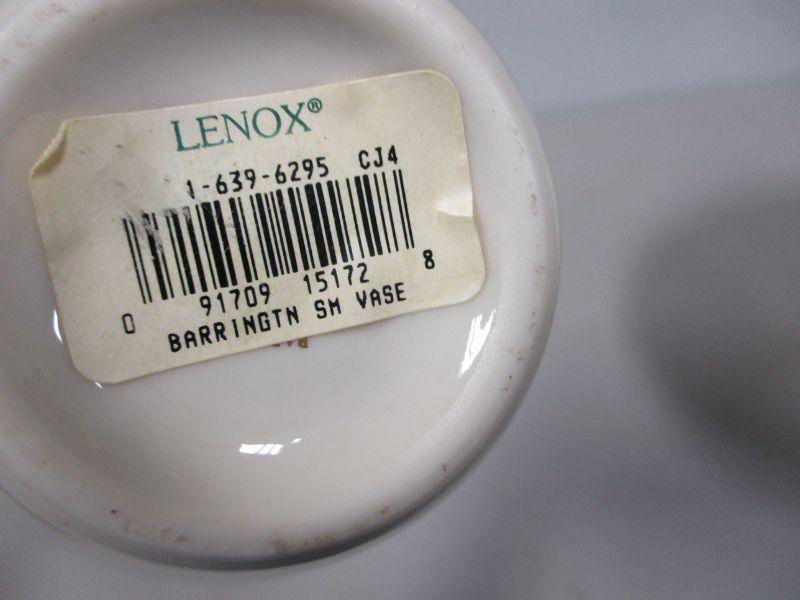 LENOX®
1-639-6295 CJ4
0 91709 15172 8
BARRINGTN SM VASE